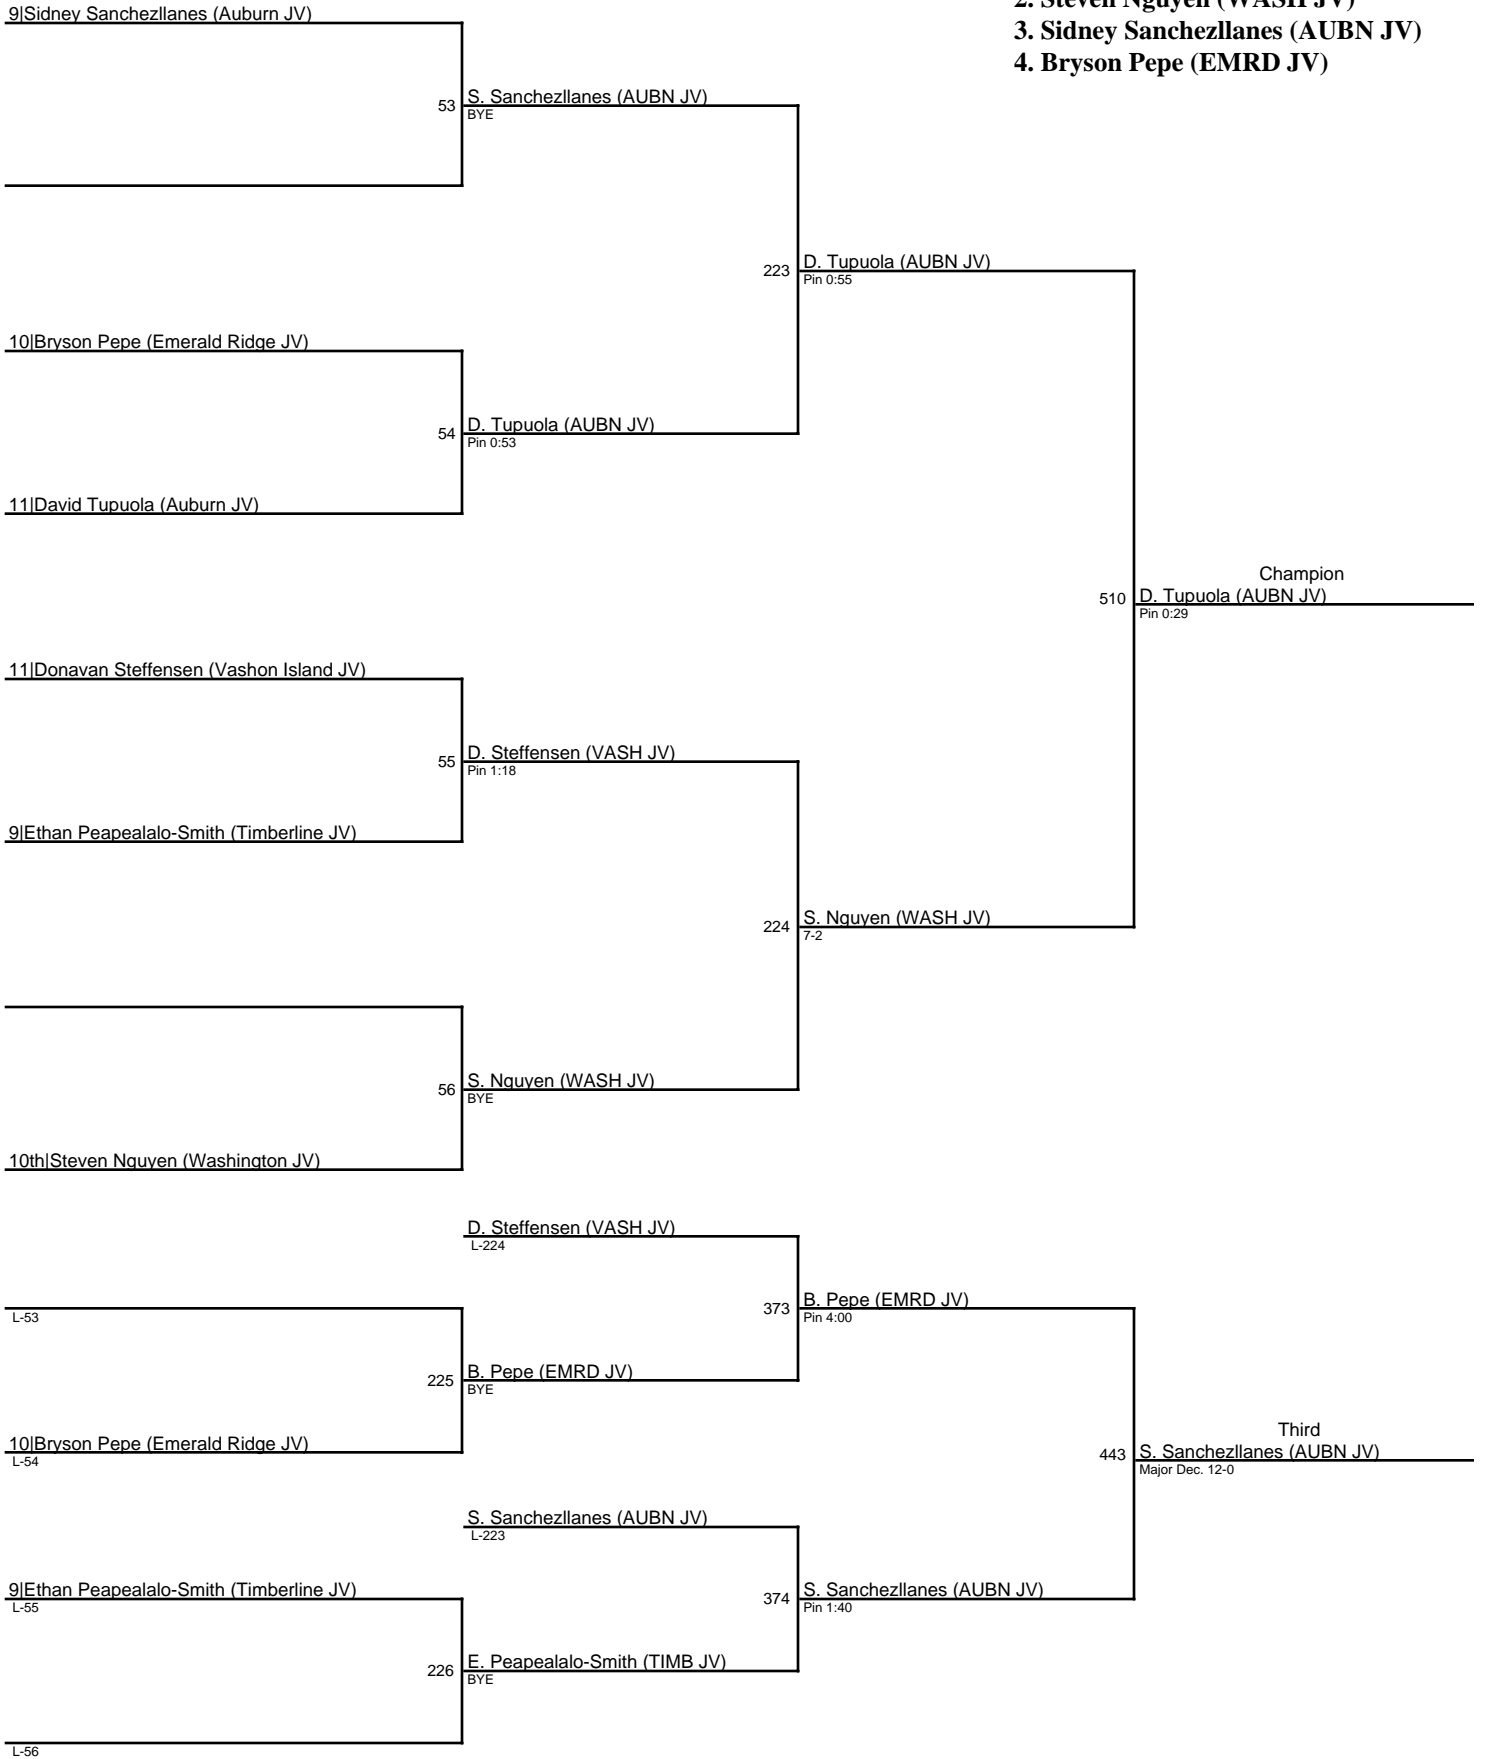 9|Sidney Sanchezllanes (Auburn JV)
2. Steven Nguyen (WASH JV)
3. Sidney Sanchezllanes (AUBN JV)
4. Bryson Pepe (EMRD JV)
53
S. Sanchezllanes (AUBN JV)
BYE
223
D. Tupuola (AUBN JV)
Pin 0:55
10|Bryson Pepe (Emerald Ridge JV)
54
D. Tupuola (AUBN JV)
Pin 0:53
11|David Tupuola (Auburn JV)
Champion
510
D. Tupuola (AUBN JV)
Pin 0:29
11|Donavan Steffensen (Vashon Island JV)
55
D. Steffensen (VASH JV)
Pin 1:18
9|Ethan Peapealalo-Smith (Timberline JV)
224
S. Nguyen (WASH JV)
7-2
56
S. Nguyen (WASH JV)
BYE
10th|Steven Nguyen (Washington JV)
D. Steffensen (VASH JV)
L-224
L-53
373
B. Pepe (EMRD JV)
Pin 4:00
225
B. Pepe (EMRD JV)
BYE
10|Bryson Pepe (Emerald Ridge JV)
L-54
Third
443
S. Sanchezllanes (AUBN JV)
Major Dec. 12-0
S. Sanchezllanes (AUBN JV)
L-223
9|Ethan Peapealalo-Smith (Timberline JV)
L-55
374
S. Sanchezllanes (AUBN JV)
Pin 1:40
226
E. Peapealalo-Smith (TIMB JV)
BYE
L-56